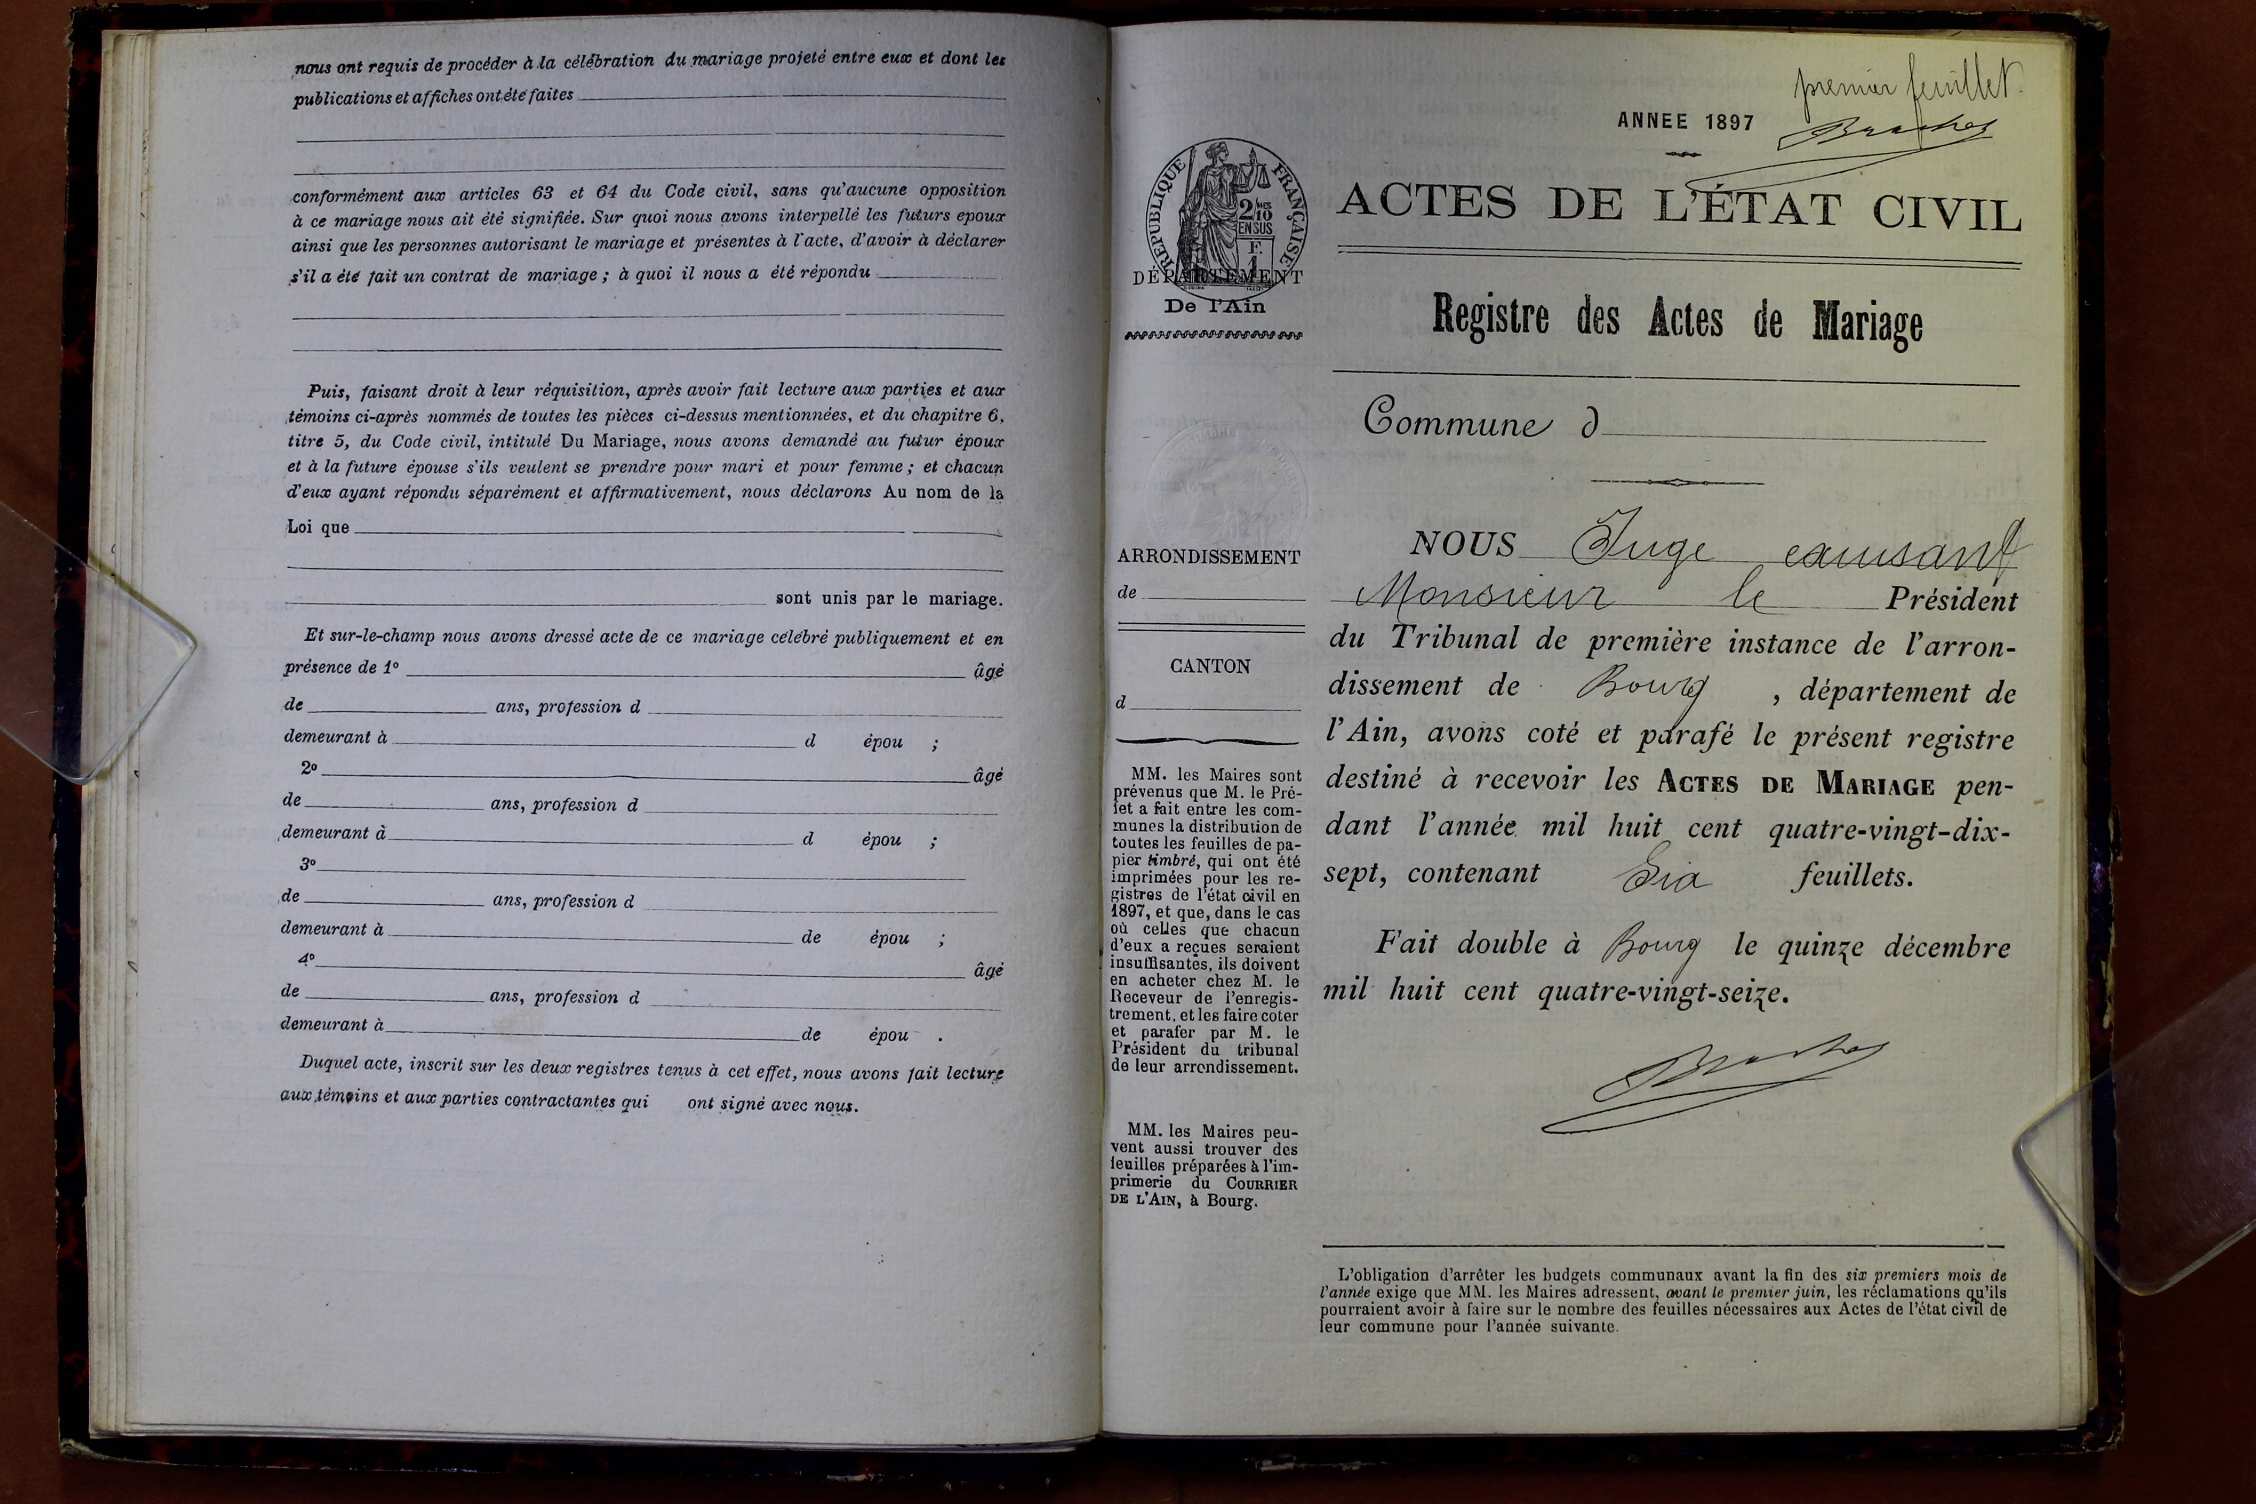 nous ont requis de procéder à la célébration du mariage projeté entre eux et dont les
publications et affiches ont été faites
conformément aux articles 63 et 64 du Code civil, sans qu'aucune opposition
à ce mariage nous ait été signifiée. Sur quoi nous avons interpellé les futurs epoux
ainsi que les personnes autorisant le mariage et présentes à l'acte, d'avoir à déclarer
s'il a été fait un contrat de mariage ; à quoi il nous a été répondu
Puis, faisant droit à leur réquisition, après avoir fait lecture aux parties et aux
témoins ci-après nommés de toutes les pièces ci-dessus mentionnées, et du chapitre 6,
titre 5, du Code civil, intitulé Du Mariage, nous avons demandé au futur époux
et à la future épouse s'ils veulent se prendre pour mari et pour femme ; et chacun
d'eux ayant répondu séparément et affirmativement, nous déclarons Au nom de la
Loi que
sont unis par le mariage.
Et sur-le-champ nous avons dressé acte de ce mariage célébré publiquement et en
présence de 1º âgé
de ans, profession d
demeurant à d épou ;
2º âgé
de ans, profession d
demeurant à d épou ;
3º
de ans, profession d
demeurant à de épou ;
4º âgé
de ans, profession d
demeurant à de épou .
Duquel acte, inscrit sur les deux registres tenus à cet effet, nous avons fait lecture
aux témoins et aux parties contractantes qui ont signé avec nous.
premier feuillet.
ANNEE 1897
RÉPUBLIQUE FRANÇAISE
2/10
EN SUS
F.
1
DÉPARTEMENT
De l'Ain
ACTES DE L'ÉTAT CIVIL
Registre des Actes de Mariage
Commune d
ARRONDISSEMENT
de
CANTON
d
MM. les Maires sont
prévenus que M. le Pré-
fet a fait entre les com-
munes la distribution de
toutes les feuilles de pa-
pier timbré, qui ont été
imprimées pour les re-
gistres de l'état civil en
1897, et que, dans le cas
où celles que chacun
d'eux a reçues seraient
insuffisantes, ils doivent
en acheter chez M. le
Receveur de l'enregis-
trement, et les faire coter
et parafer par M. le
Président du tribunal
de leur arrondissement.
MM. les Maires peu-
vent aussi trouver des
feuilles préparées à l'im-
primerie du COURRIER
DE L'AIN, à Bourg.
NOUS Juge
Monsieur le Président
du Tribunal de première instance de l'arron-
dissement de Bourg , département de
l'Ain, avons coté et parafé le présent registre
destiné à recevoir les ACTES DE MARIAGE pen-
dant l'année mil huit cent quatre-vingt-dix-
sept, contenant Six feuillets.
Fait double à Bourg le quinze décembre
mil huit cent quatre-vingt-seize.
L'obligation d'arrêter les budgets communaux avant la fin des six premiers mois de
l'année exige que MM. les Maires adressent, avant le premier juin, les réclamations qu'ils
pourraient avoir à faire sur le nombre des feuilles nécessaires aux Actes de l'état civil de
leur commune pour l'année suivante.